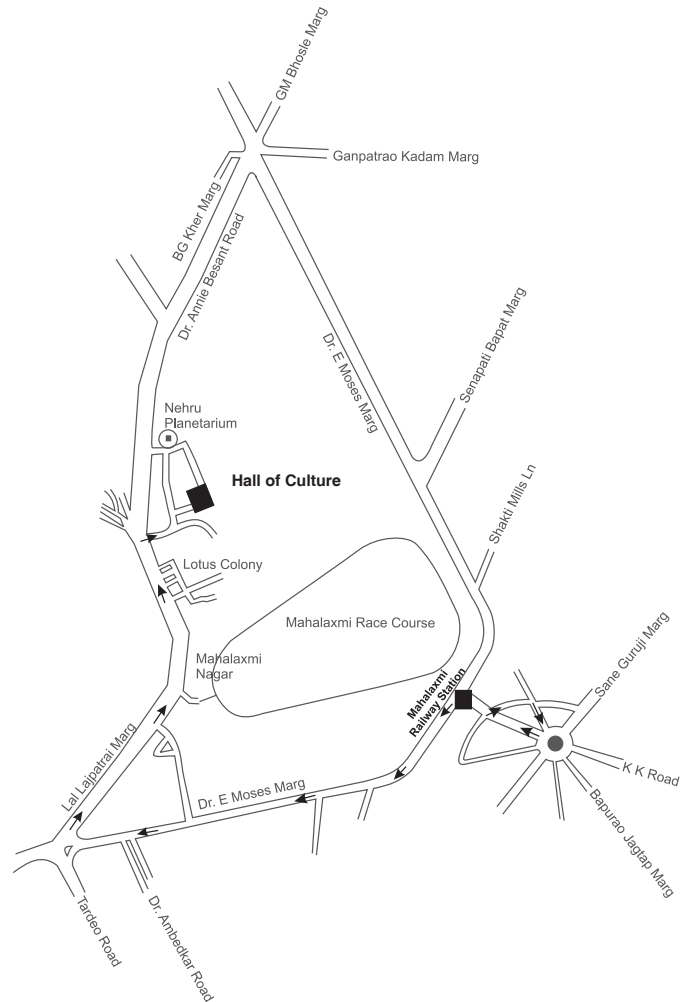 GM Bhosle Marg
Ganpatrao Kadam Marg
BG Kher Marg
Dr. Annie Besant Road
Dr. E Moses Marg
Senapati Bapat Marg
Nehru
Planetarium
Hall of Culture
Shakti Mills Ln
Lotus Colony
Mahalaxmi Race Course
Mahalaxmi
Nagar
Mahalaxmi
Railway Station
Sane Guruji Marg
Lal Lajpatrai Marg
K K Road
Dr. E Moses Marg
Bapurao Jagtap Marg
Tardeo Road
Dr. Ambedkar Road